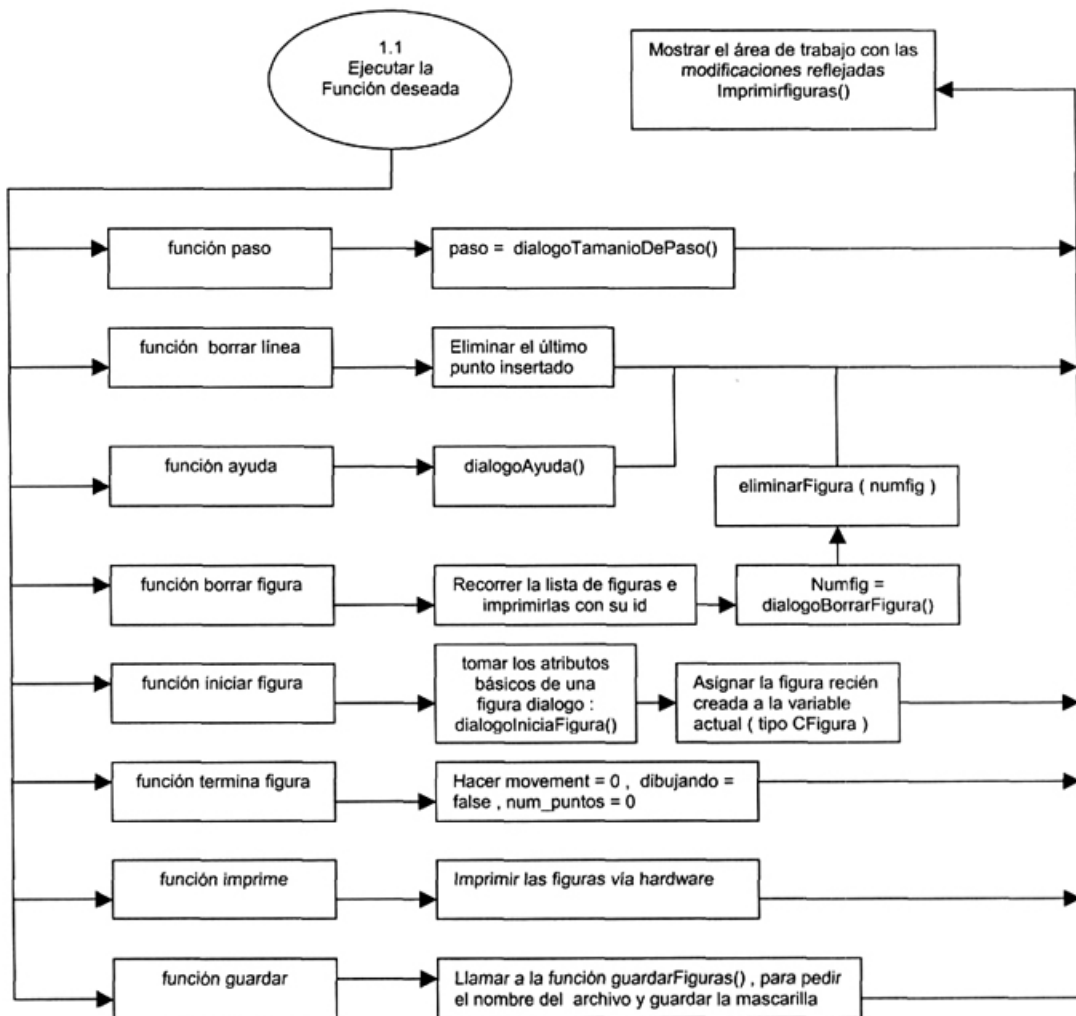 1.1
Ejecutar la
Función deseada
Mostrar el área de trabajo con las
modificaciones reflejadas
Imprimirfiguras()
función paso
paso = dialogoTamanioDePaso()
función borrar línea
Eliminar el último
punto insertado
función ayuda
dialogoAyuda()
eliminarFigura ( numfig )
función borrar figura
Recorrer la lista de figuras e
imprimirlas con su id
Numfig =
dialogoBorrarFigura()
función iniciar figura
tomar los atributos
básicos de una
figura dialogo :
dialogoIniciaFigura()
Asignar la figura recién
creada a la variable
actual ( tipo CFigura )
función termina figura
Hacer movement = 0 , dibujando =
false , num_puntos = 0
función imprime
Imprimir las figuras vía hardware
función guardar
Llamar a la función guardarFiguras() , para pedir
el nombre del archivo y guardar la mascarilla